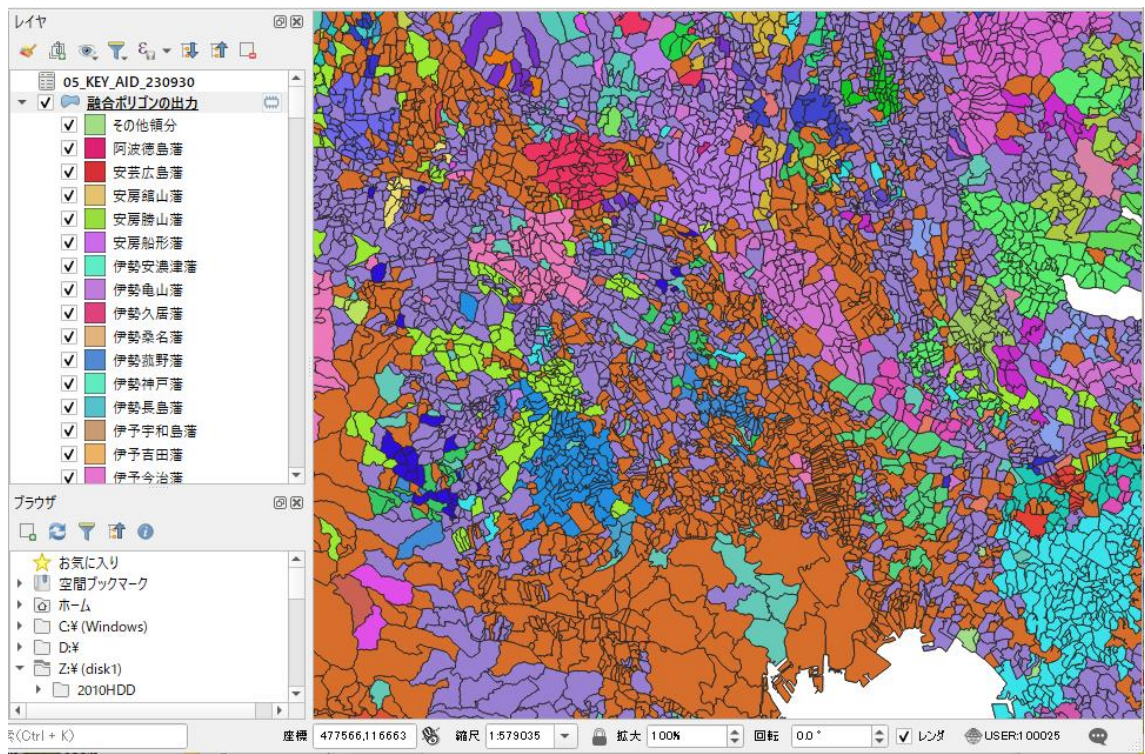 レイヤ
05_KEY_AID_230930
融合ポリゴンの出力
その他領分
阿波徳島藩
安芸広島藩
安房館山藩
安房勝山藩
安房船形藩
伊勢安濃津藩
伊勢亀山藩
伊勢久居藩
伊勢桑名藩
伊勢菰野藩
伊勢神戸藩
伊勢長島藩
伊予宇和島藩
伊予吉田藩
伊予今治藩
ブラウザ
お気に入り
空間ブックマーク
ホーム
C:¥ (Windows)
D:¥
Z:¥ (disk1)
2010HDD
(Ctrl + K)
座標 477566,116663 縮尺 1:579035 拡大 100% 回転 0.0° レンダ USER:100025